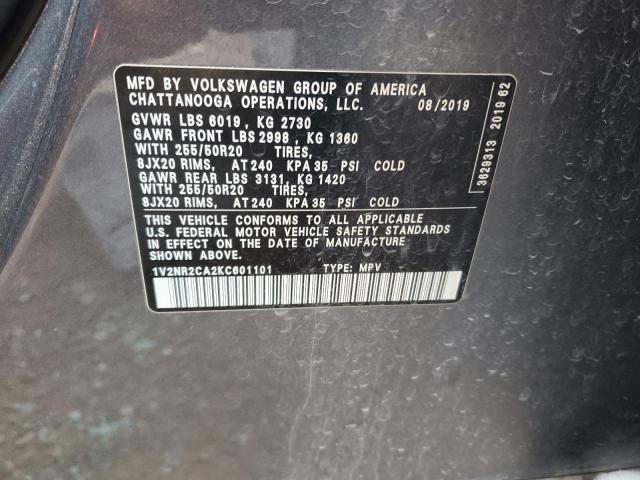 MFD BY VOLKSWAGEN GROUP OF AMERICA
CHATTANOOGA OPERATIONS, LLC. 08/2019
GVWR LBS 6019 , KG 2730
GAWR FRONT LBS 2998 , KG 1360
WITH 255/50R20 TIRES,
8JX20 RIMS, AT 240 KPA 35 PSI COLD
GAWR REAR LBS 3131, KG 1420
WITH 255/50R20 TIRES,
8JX20 RIMS, AT 240 KPA 35 PSI COLD
THIS VEHICLE CONFORMS TO ALL APPLICABLE
U.S. FEDERAL MOTOR VEHICLE SAFETY STANDARDS
IN EFFECT ON THE DATE OF MANUFACTURE
SHOWN ABOVE.
1V2NR2CA2KC601101 TYPE: MPV
3629313 2019 62